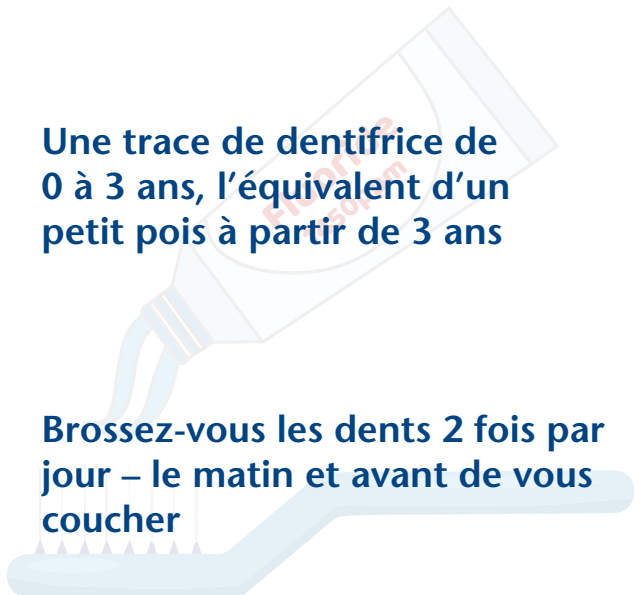 Une trace de dentifrice de
0 à 3 ans, l’équivalent d’un
petit pois à partir de 3 ans
Fluoride
Brossez-vous les dents 2 fois par
jour – le matin et avant de vous
coucher